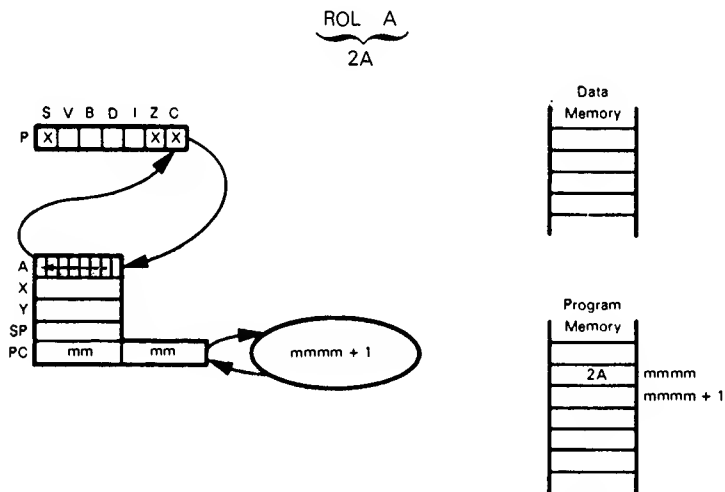 ROL A
2A
S V B D I Z C
P X X X
A
X
Y
SP
PC mm mm
mmmm + 1
Data
Memory
Program
Memory
2A mmmm
mmmm + 1